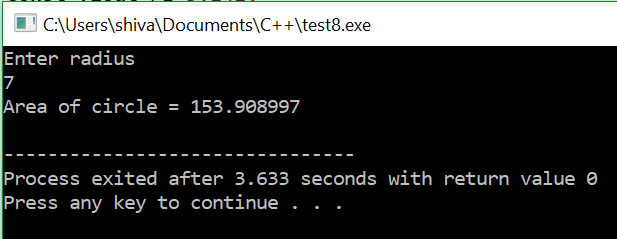 C:\Users\shiva\Documents\C++\test8.exe
Enter radius
7
Area of circle = 153.908997
--------------------------------
Process exited after 3.633 seconds with return value 0
Press any key to continue . . .